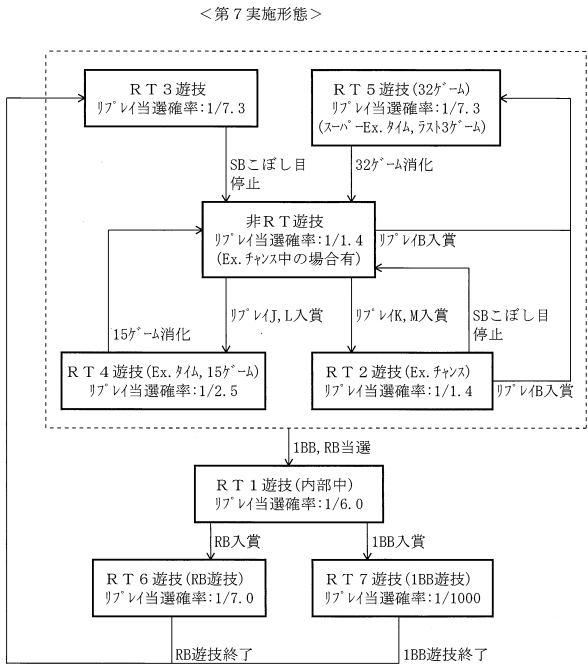 ＜第７実施形態＞
ＲＴ３遊技
ﾘﾌﾟﾚｲ当選確率:1/7.3
ＲＴ５遊技(32ｹﾞｰﾑ)
ﾘﾌﾟﾚｲ当選確率:1/7.3
(ｽｰﾊﾟｰEx.ﾀｲﾑ,ﾗｽﾄ3ｹﾞｰﾑ)
SBこぼし目
停止
32ｹﾞｰﾑ消化
非ＲＴ遊技
ﾘﾌﾟﾚｲ当選確率:1/1.4
(Ex.ﾁｬﾝｽ中の場合有)
ﾘﾌﾟﾚｲB入賞
15ｹﾞｰﾑ消化
ﾘﾌﾟﾚｲJ,L入賞
ﾘﾌﾟﾚｲK,M入賞
SBこぼし目
停止
ＲＴ４遊技(Ex.ﾀｲﾑ,15ｹﾞｰﾑ)
ﾘﾌﾟﾚｲ当選確率:1/2.5
ＲＴ２遊技(Ex.ﾁｬﾝｽ)
ﾘﾌﾟﾚｲ当選確率:1/1.4
ﾘﾌﾟﾚｲB入賞
1BB,RB当選
ＲＴ１遊技(内部中)
ﾘﾌﾟﾚｲ当選確率:1/6.0
RB入賞
1BB入賞
ＲＴ６遊技(RB遊技)
ﾘﾌﾟﾚｲ当選確率:1/7.0
ＲＴ７遊技(1BB遊技)
ﾘﾌﾟﾚｲ当選確率:1/1000
RB遊技終了
1BB遊技終了